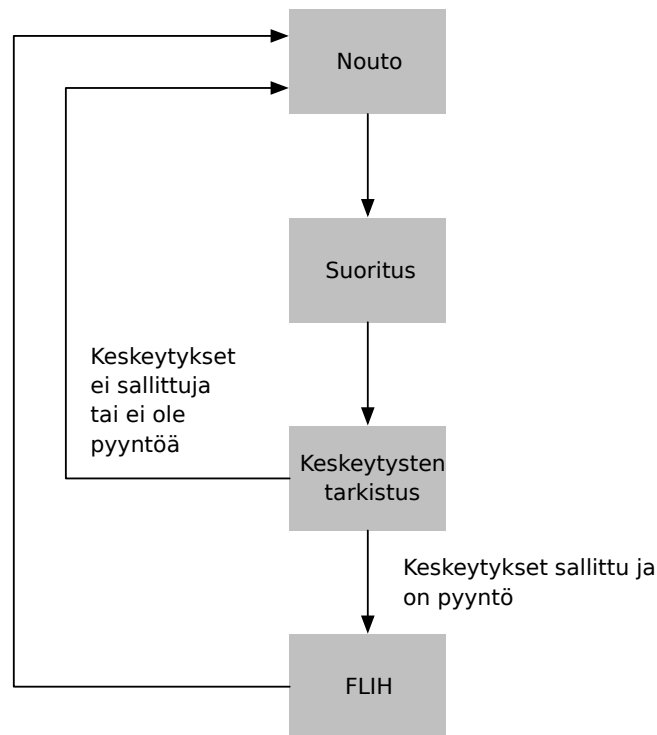 Nouto
Suoritus
Keskeytykset
ei sallittuja
tai ei ole
pyyntöä
Keskeytysten
tarkistus
Keskeytykset sallittu ja
on pyyntö
FLIH